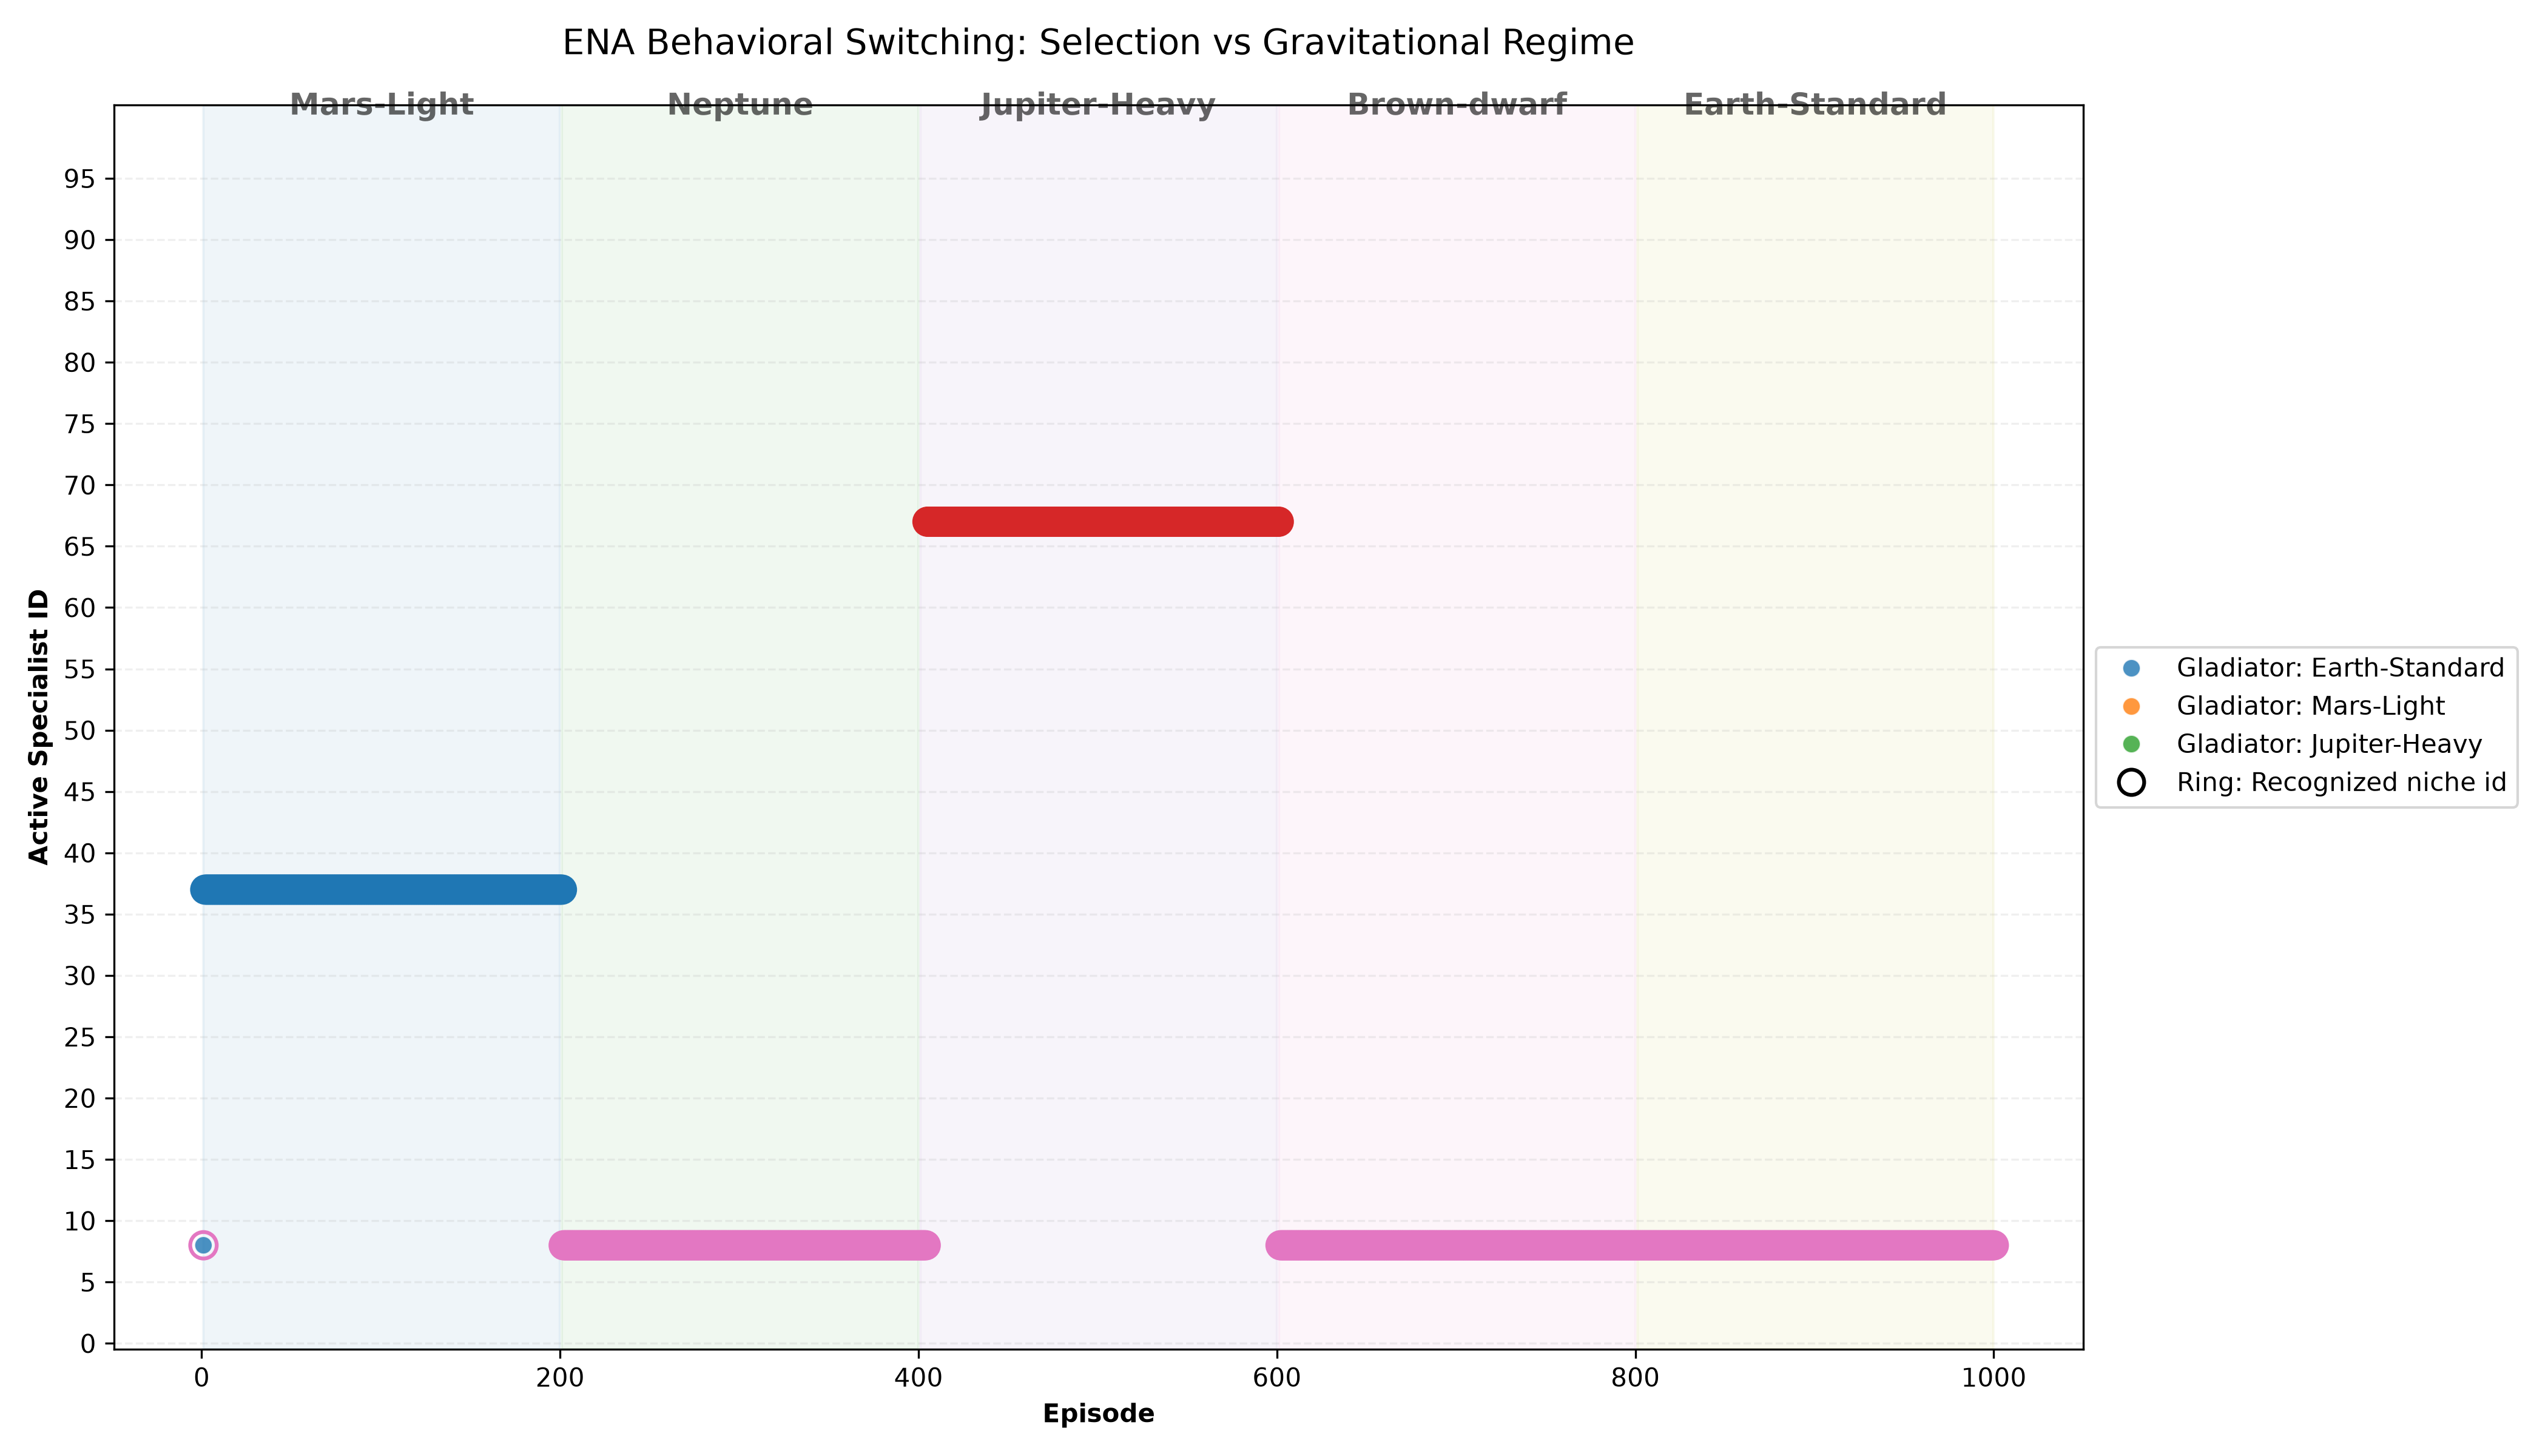 ENA Behavioral Switching: Selection vs Gravitational Regime
Mars-Light Neptune Jupiter-Heavy Brown-dwarf Earth-Standard
95
90
85
80
75
70
65
60
55
50
45
40
35
30
25
20
15
10
5
0
Active Specialist ID
0 200 400 600 800 1000
Episode
Gladiator: Earth-Standard
Gladiator: Mars-Light
Gladiator: Jupiter-Heavy
Ring: Recognized niche id